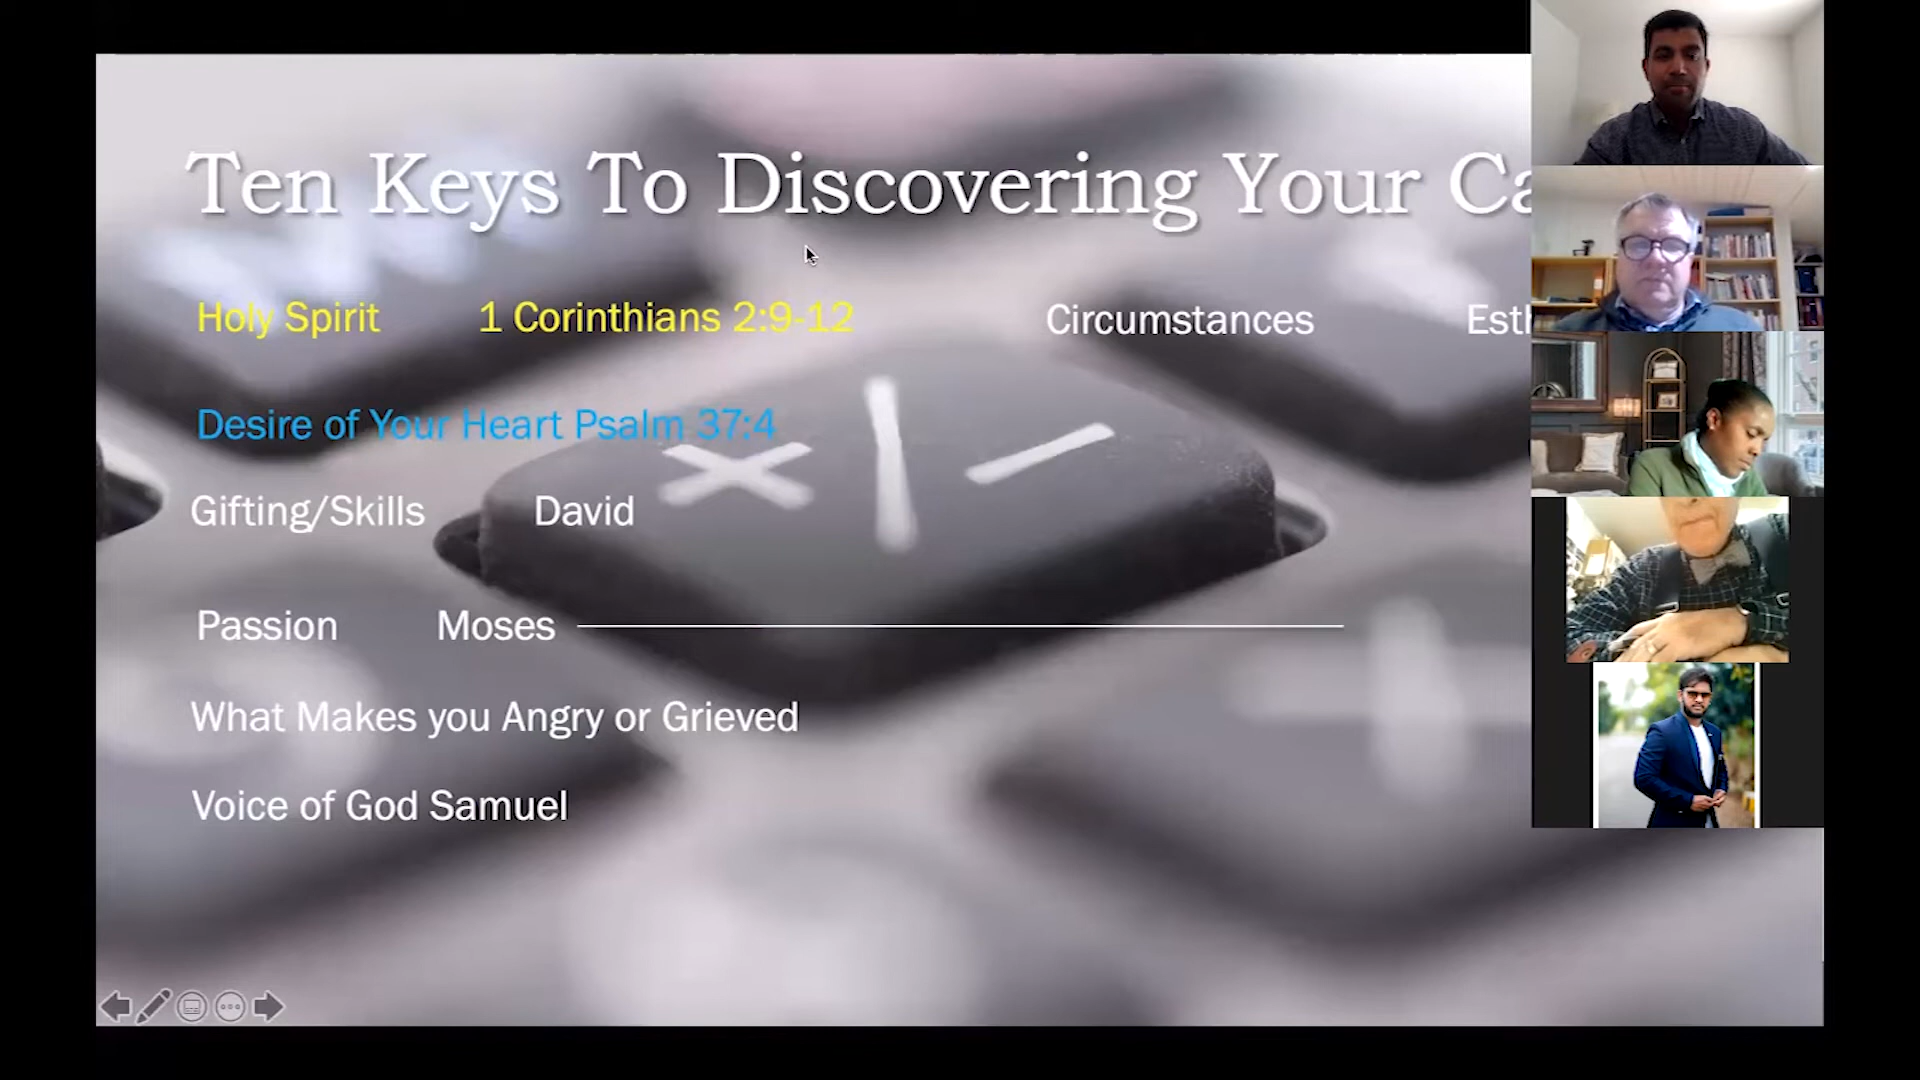 Ten Keys To Discovering Your Ca
Holy Spirit 1 Corinthians 2:9-12 Circumstances Esth
Desire of Your Heart Psalm 37:4
Gifting/Skills David
Passion Moses
What Makes you Angry or Grieved
Voice of God Samuel